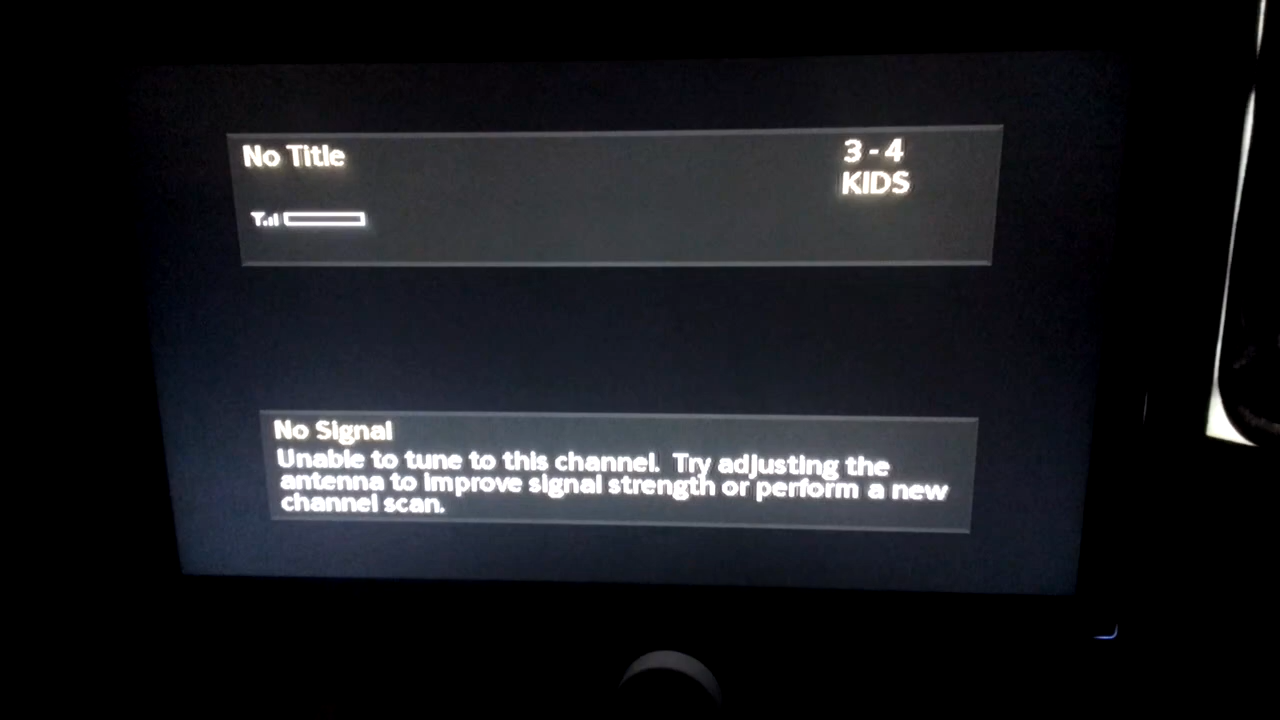 No Title
3-4
KIDS
No Signal
Unable to tune to this channel. Try adjusting the
antenna to improve signal strength or perform a new
channel scan.